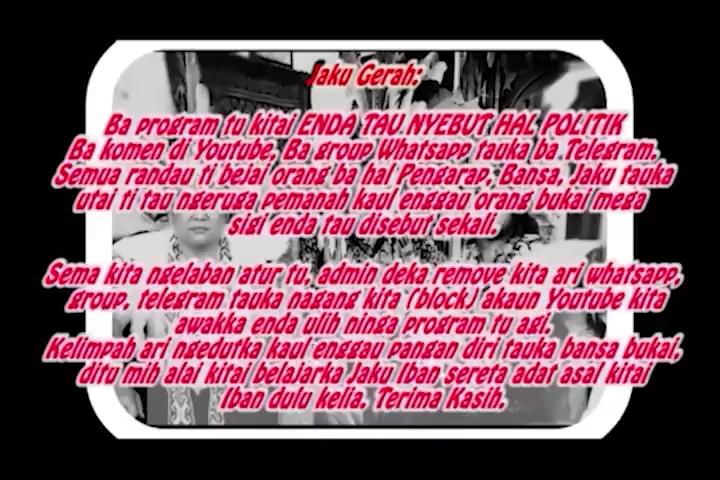 Jaku Gerah:
Ba program tu kitai ENDA TAU NYEBUT HAL POLITIK
Ba komen di Youtube, Ba group Whatsapp tauka ba Telegram.
Semua randau ti belai orang ba hal Pengarap, Bansa, Jaku tauka
utai ti tau ngeruga pemanah kaul enggau orang bukai mega
sigi enda tau disebut sekali.
Sema kita ngelaban atur tu, admin deka remove kita ari whatsapp,
group, telegram tauka nagang kita (block) akaun Youtube kita
awakka enda ulih ninga program tu agi.
Kelimpah ari ngedutka kaul enggau pangan diri tauka bansa bukai,
ditu mih alai kitai belajarka Jaku Iban sereta adat asal kitai
Iban dulu kelia. Terima Kasih.